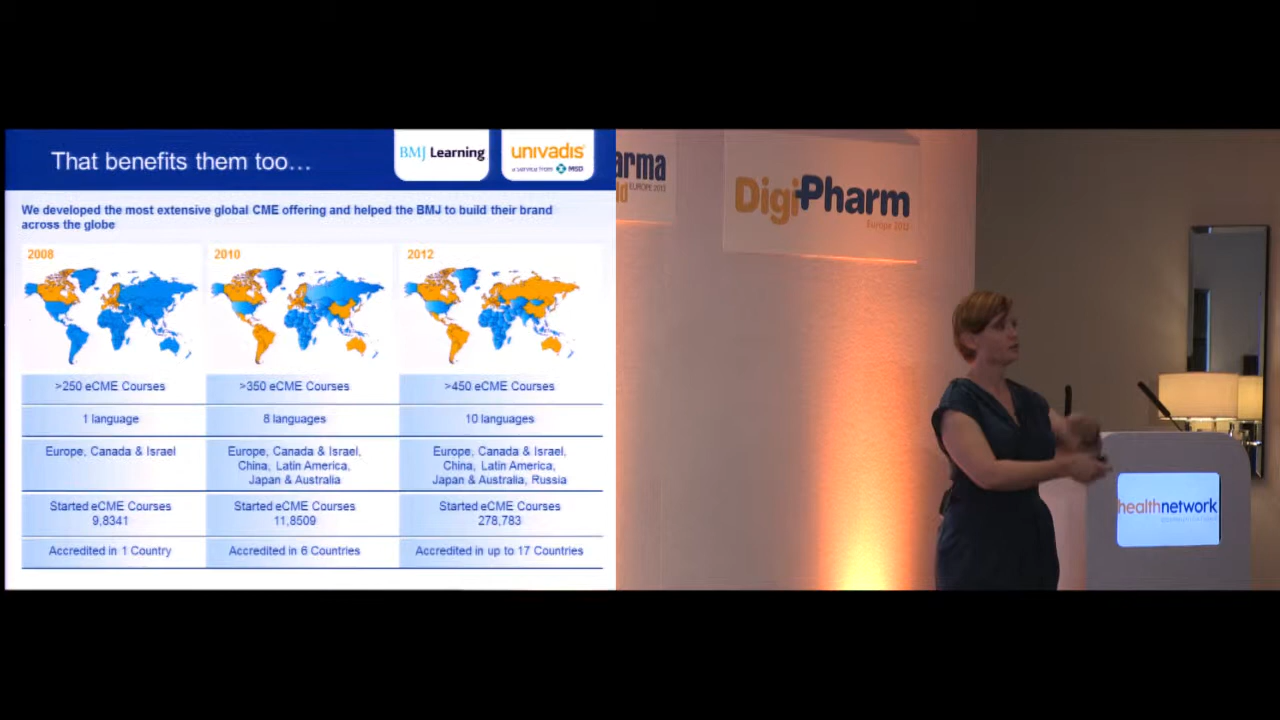 That benefits them too…
BMJ Learning
univadis
a service from MSD
We developed the most extensive global CME offering and helped the BMJ to build their brand
across the globe
2008
2010
2012
>250 eCME Courses
>350 eCME Courses
>450 eCME Courses
1 language
8 languages
10 languages
Europe, Canada & Israel
Europe, Canada & Israel,
China, Latin America,
Japan & Australia
Europe, Canada & Israel,
China, Latin America,
Japan & Australia, Russia
Started eCME Courses
9,8341
Started eCME Courses
11,8509
Started eCME Courses
278,783
Accredited in 1 Country
Accredited in 6 Countries
Accredited in up to 17 Countries
arma
ld
EUROPE 2013
DigiPharm
Europe 2013
healthnetwork